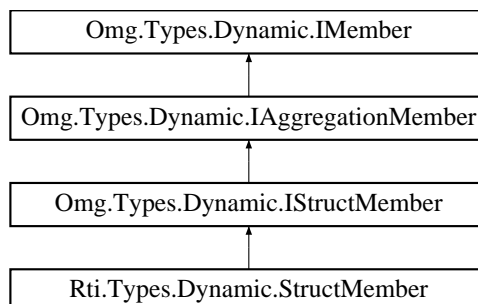 Omg.Types.Dynamic.IMember
Omg.Types.Dynamic.IAggregationMember
Omg.Types.Dynamic.IStructMember
Rti.Types.Dynamic.StructMember